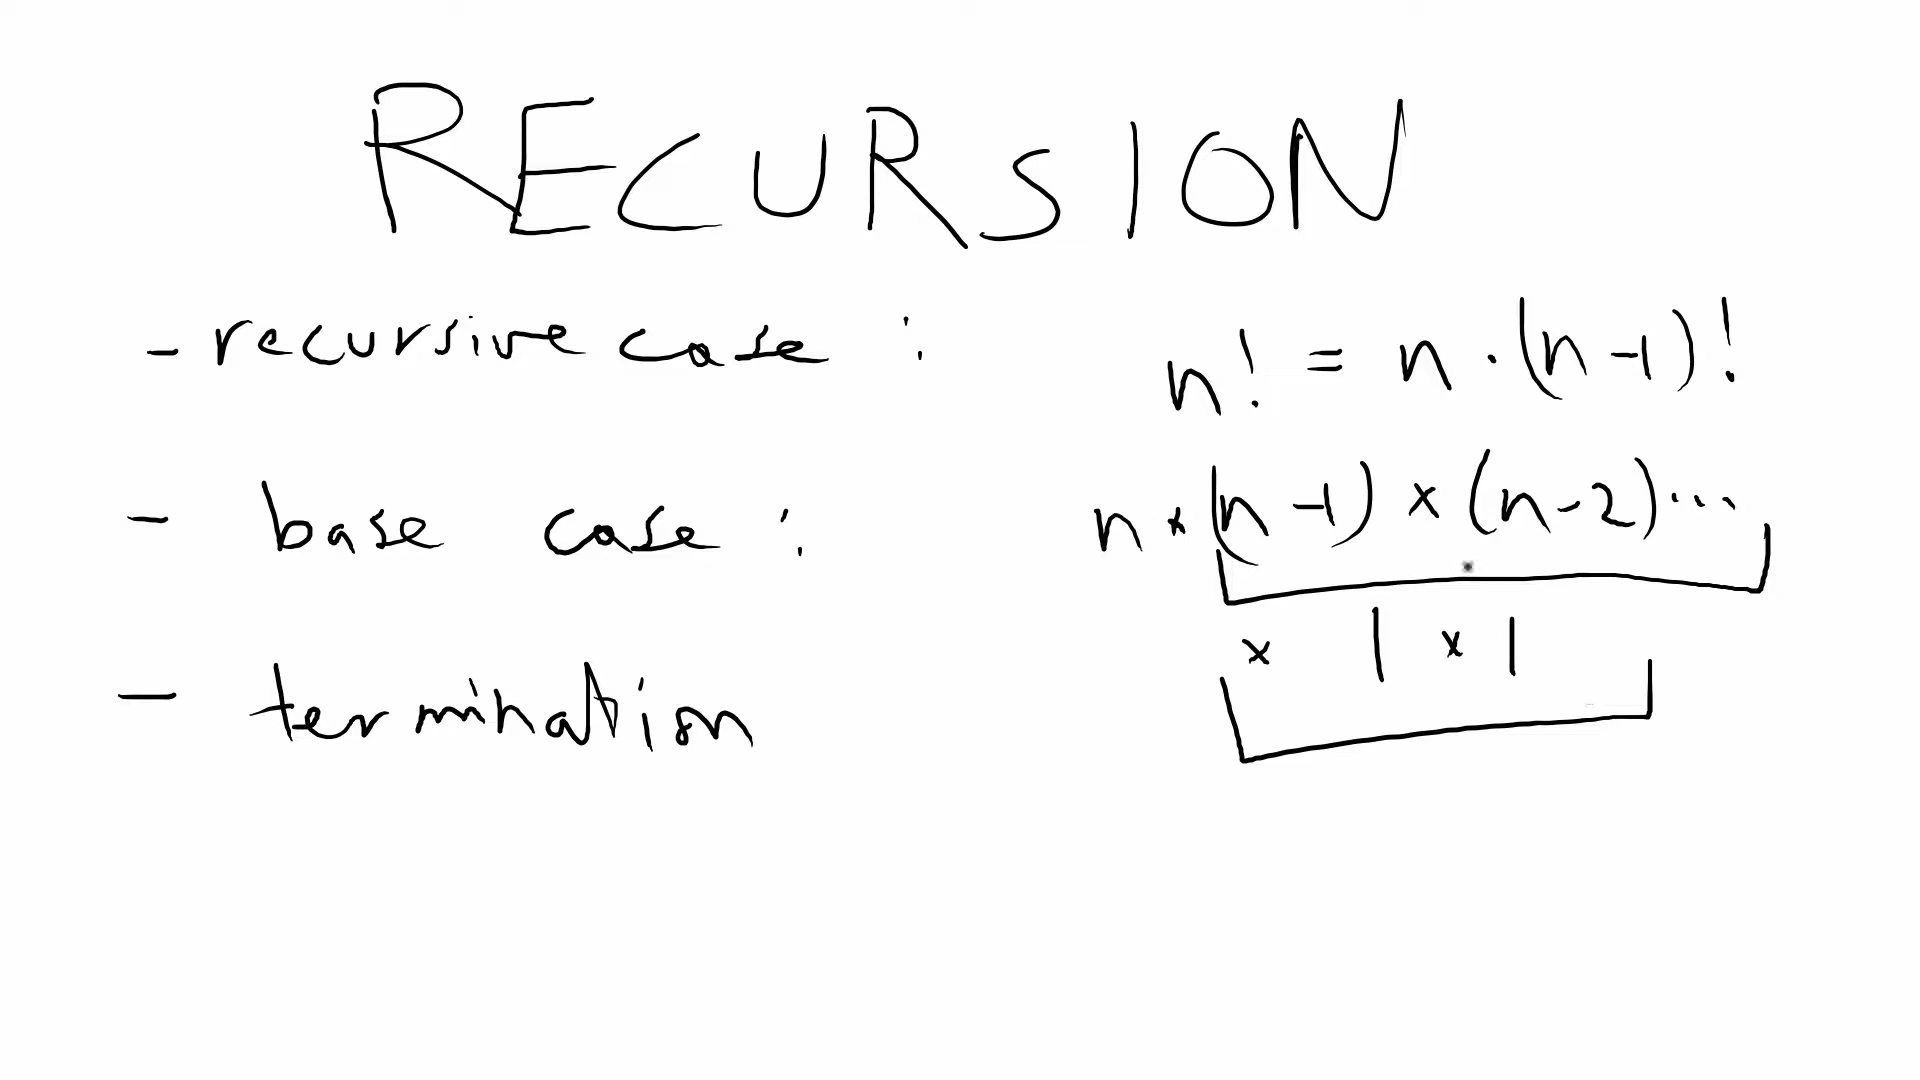 RECURSION
- recursive case : n! = n · (n-1)!
- base case : n * (n-1) x (n-2)...
x 1 x 1
- termination